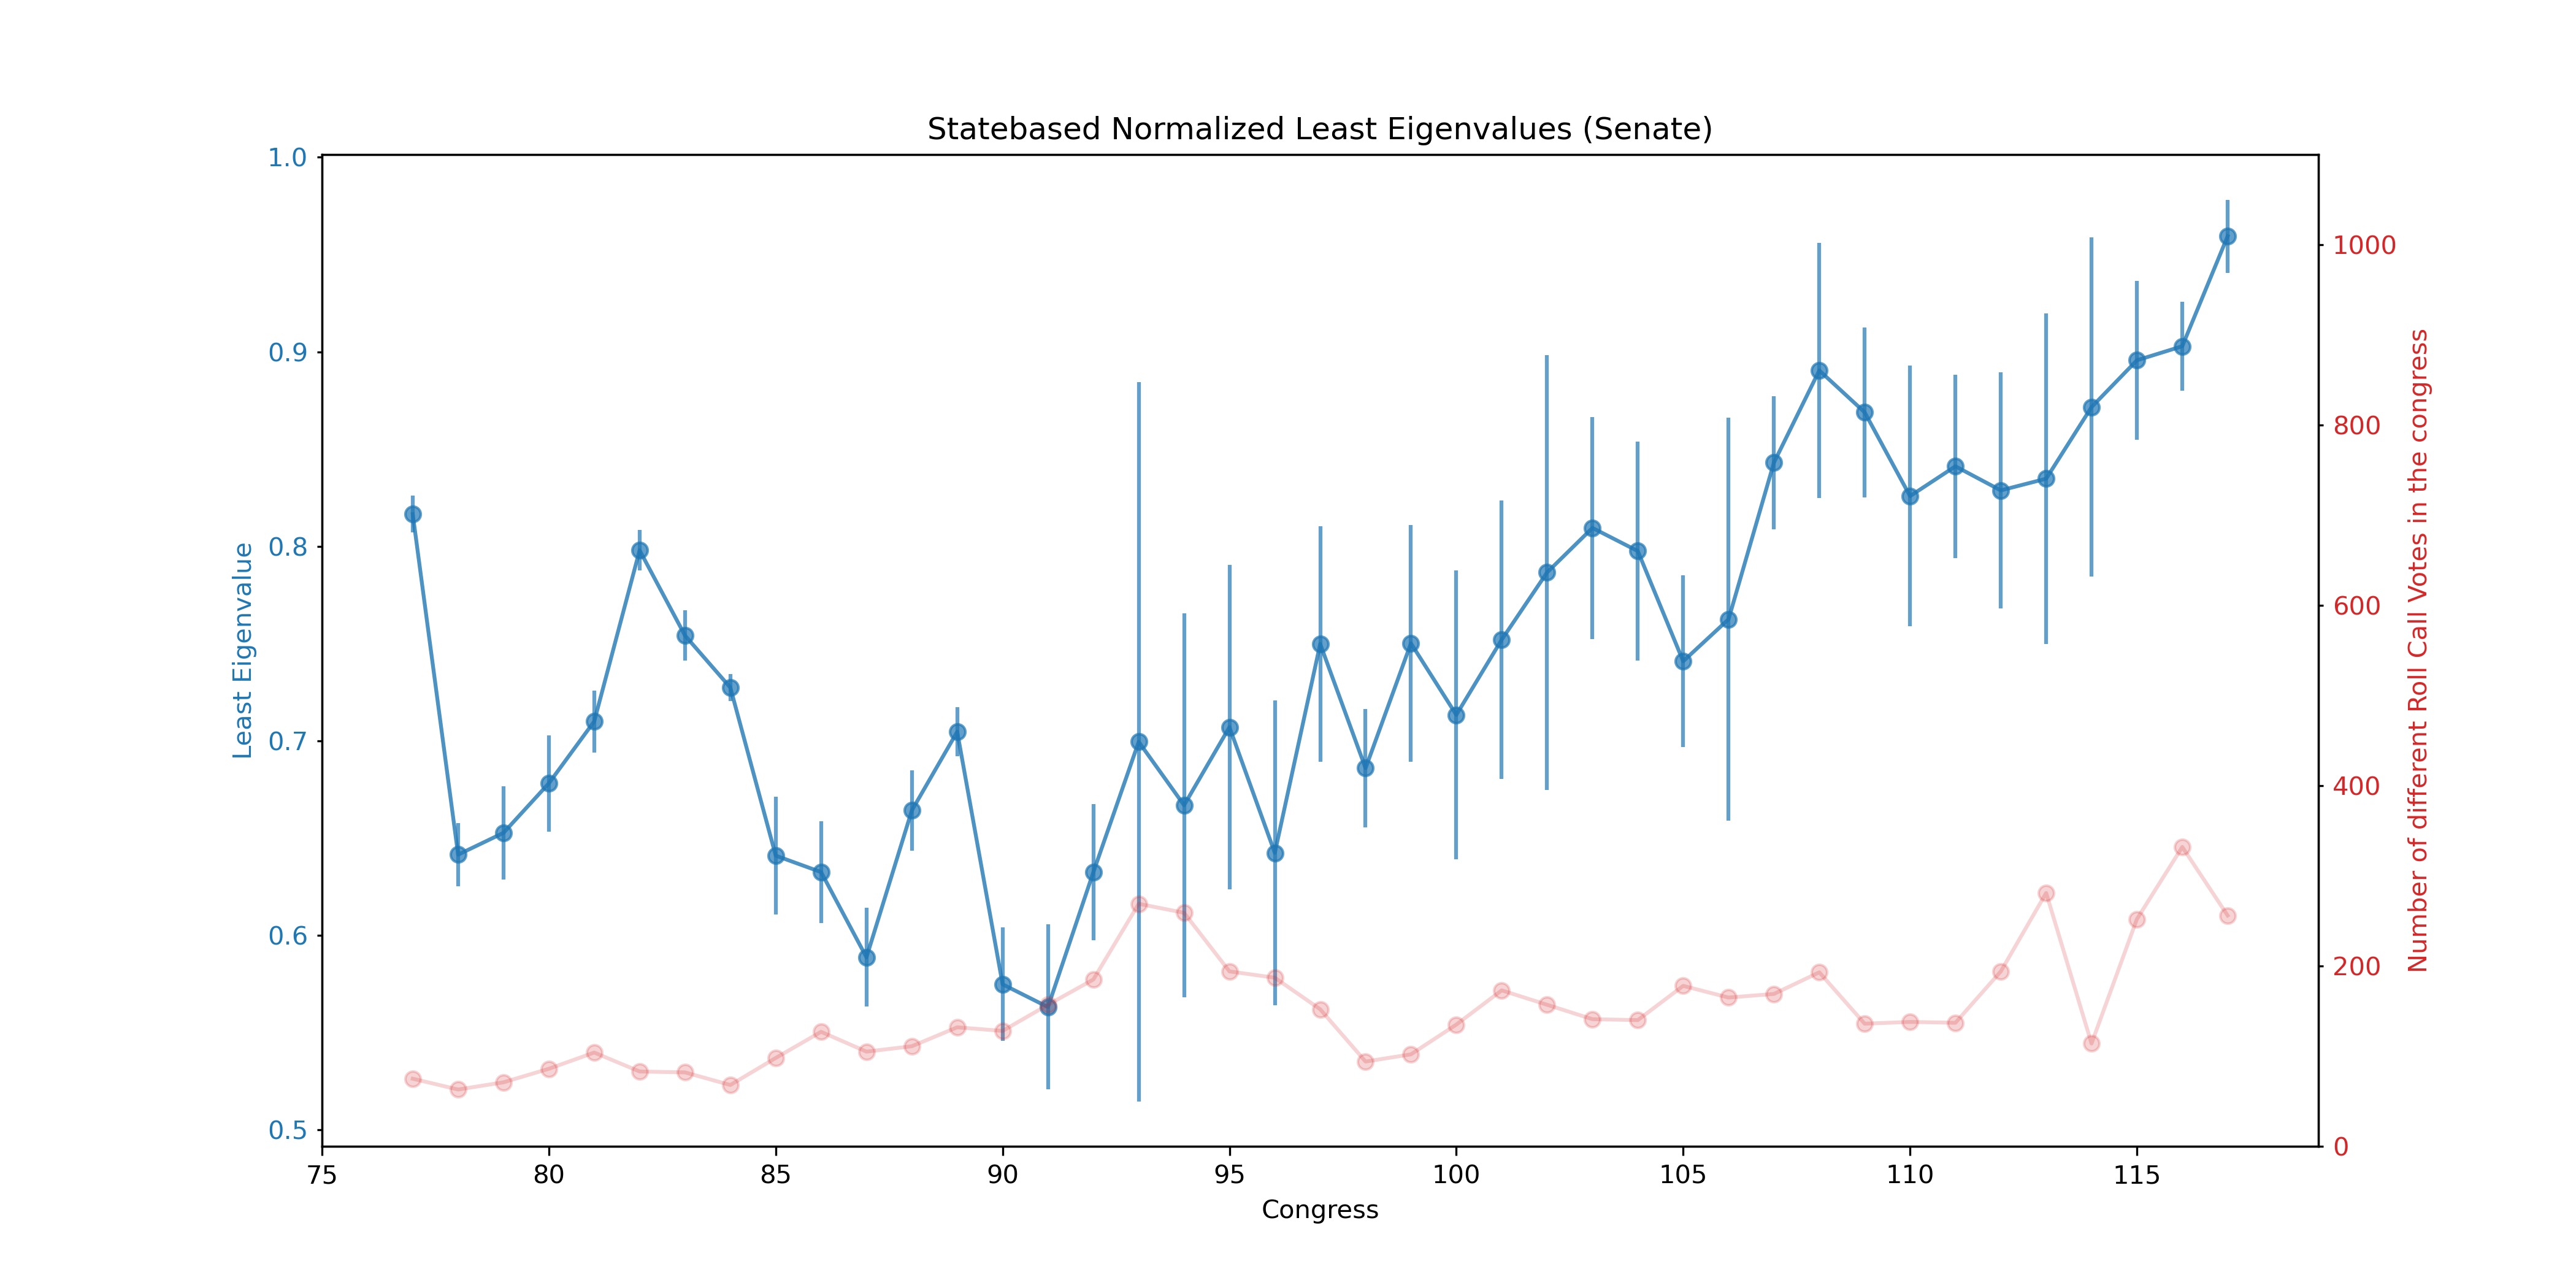 Statebased Normalized Least Eigenvalues (Senate)
1.0
0.9
0.8
0.7
0.6
0.5
Least Eigenvalue
1000
800
600
400
200
0
Number of different Roll Call Votes in the congress
75 80 85 90 95 100 105 110 115
Congress